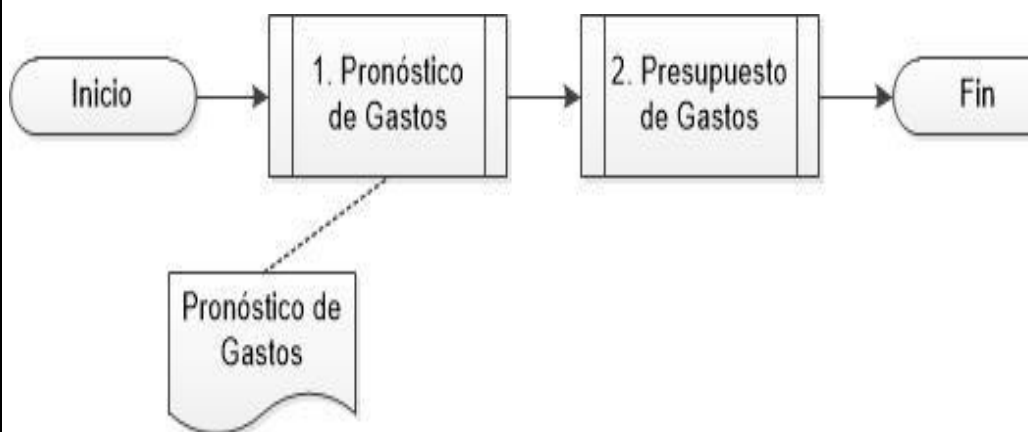 Inicio
1. Pronóstico
de Gastos
2. Presupuesto
de Gastos
Fin
Pronóstico de
Gastos